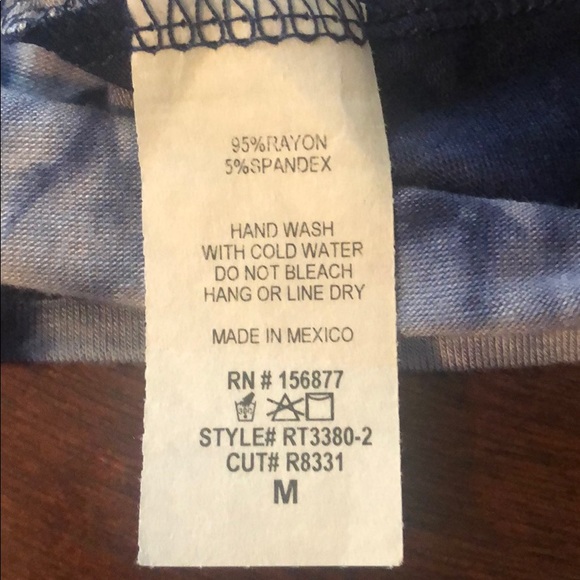 95%RAYON
5%SPANDEX
HAND WASH
WITH COLD WATER
DO NOT BLEACH
HANG OR LINE DRY
MADE IN MEXICO
RN # 156877
30C
STYLE# RT3380-2
CUT# R8331
M